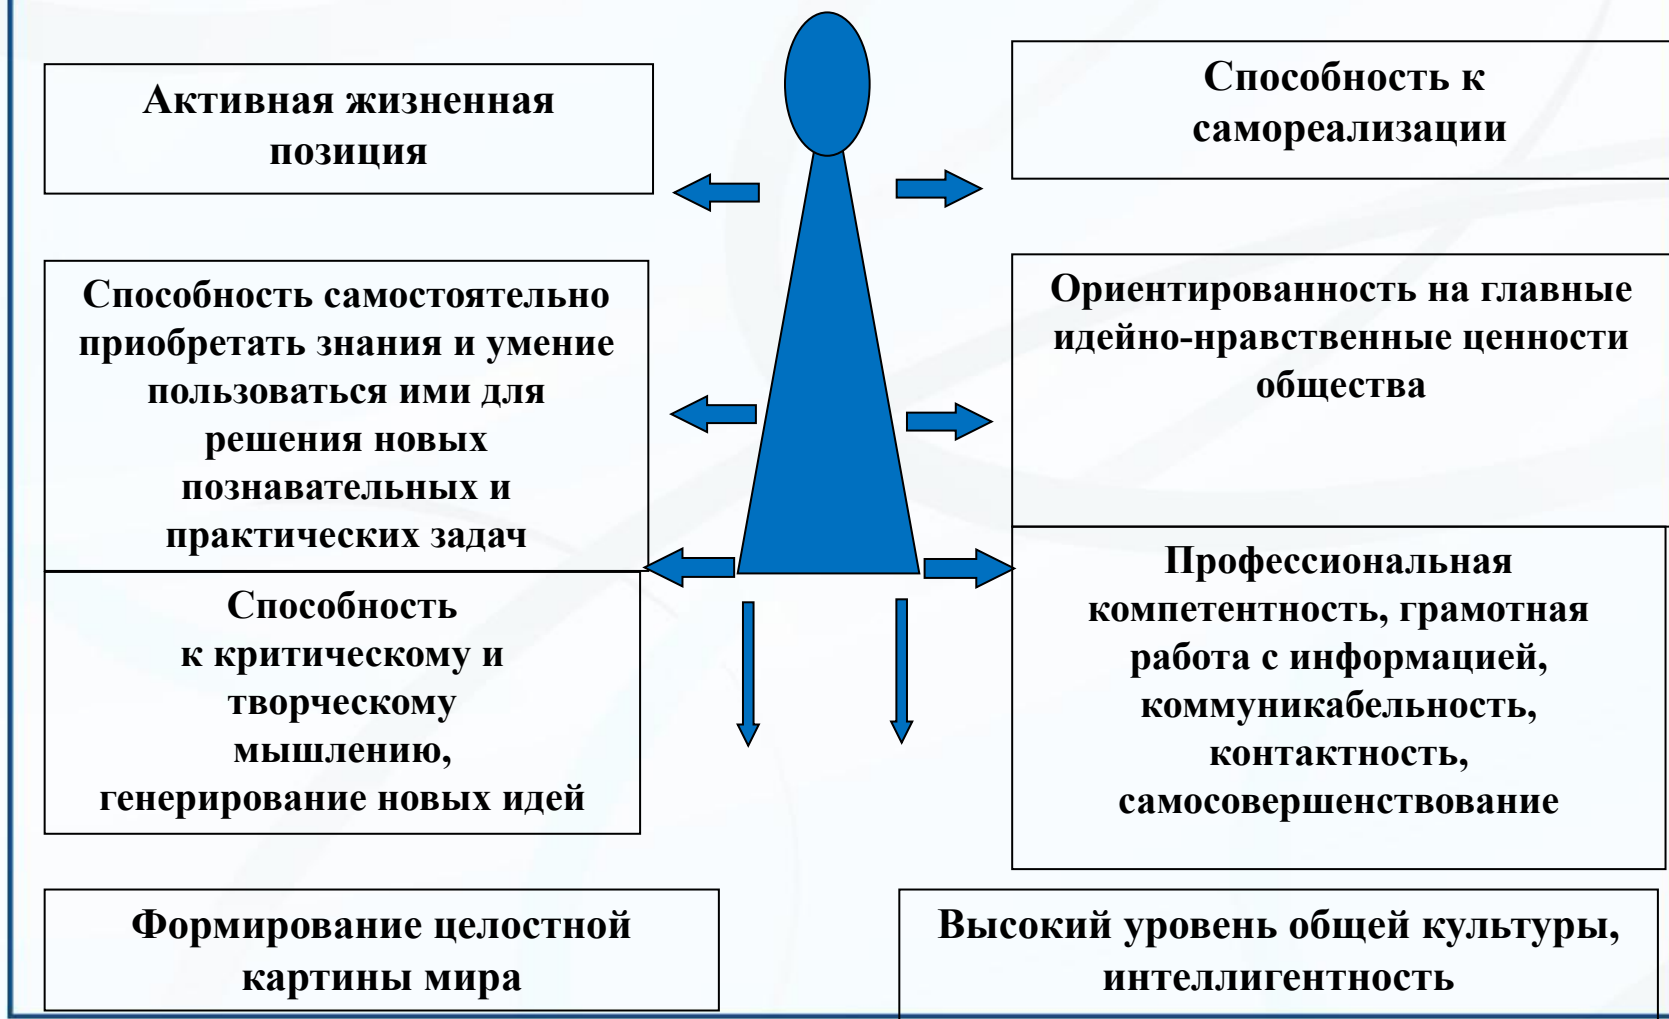 Активная жизненная
позиция
Способность к
самореализации
Способность самостоятельно
приобретать знания и умение
пользоваться ими для
решения новых
познавательных и
практических задач
Ориентированность на главные
идейно-нравственные ценности
общества
Способность
к критическому и
творческому
мышлению,
генерирование новых идей
Профессиональная
компетентность, грамотная
работа с информацией,
коммуникабельность,
контактность,
самосовершенствование
Формирование целостной
картины мира
Высокий уровень общей культуры,
интеллигентность